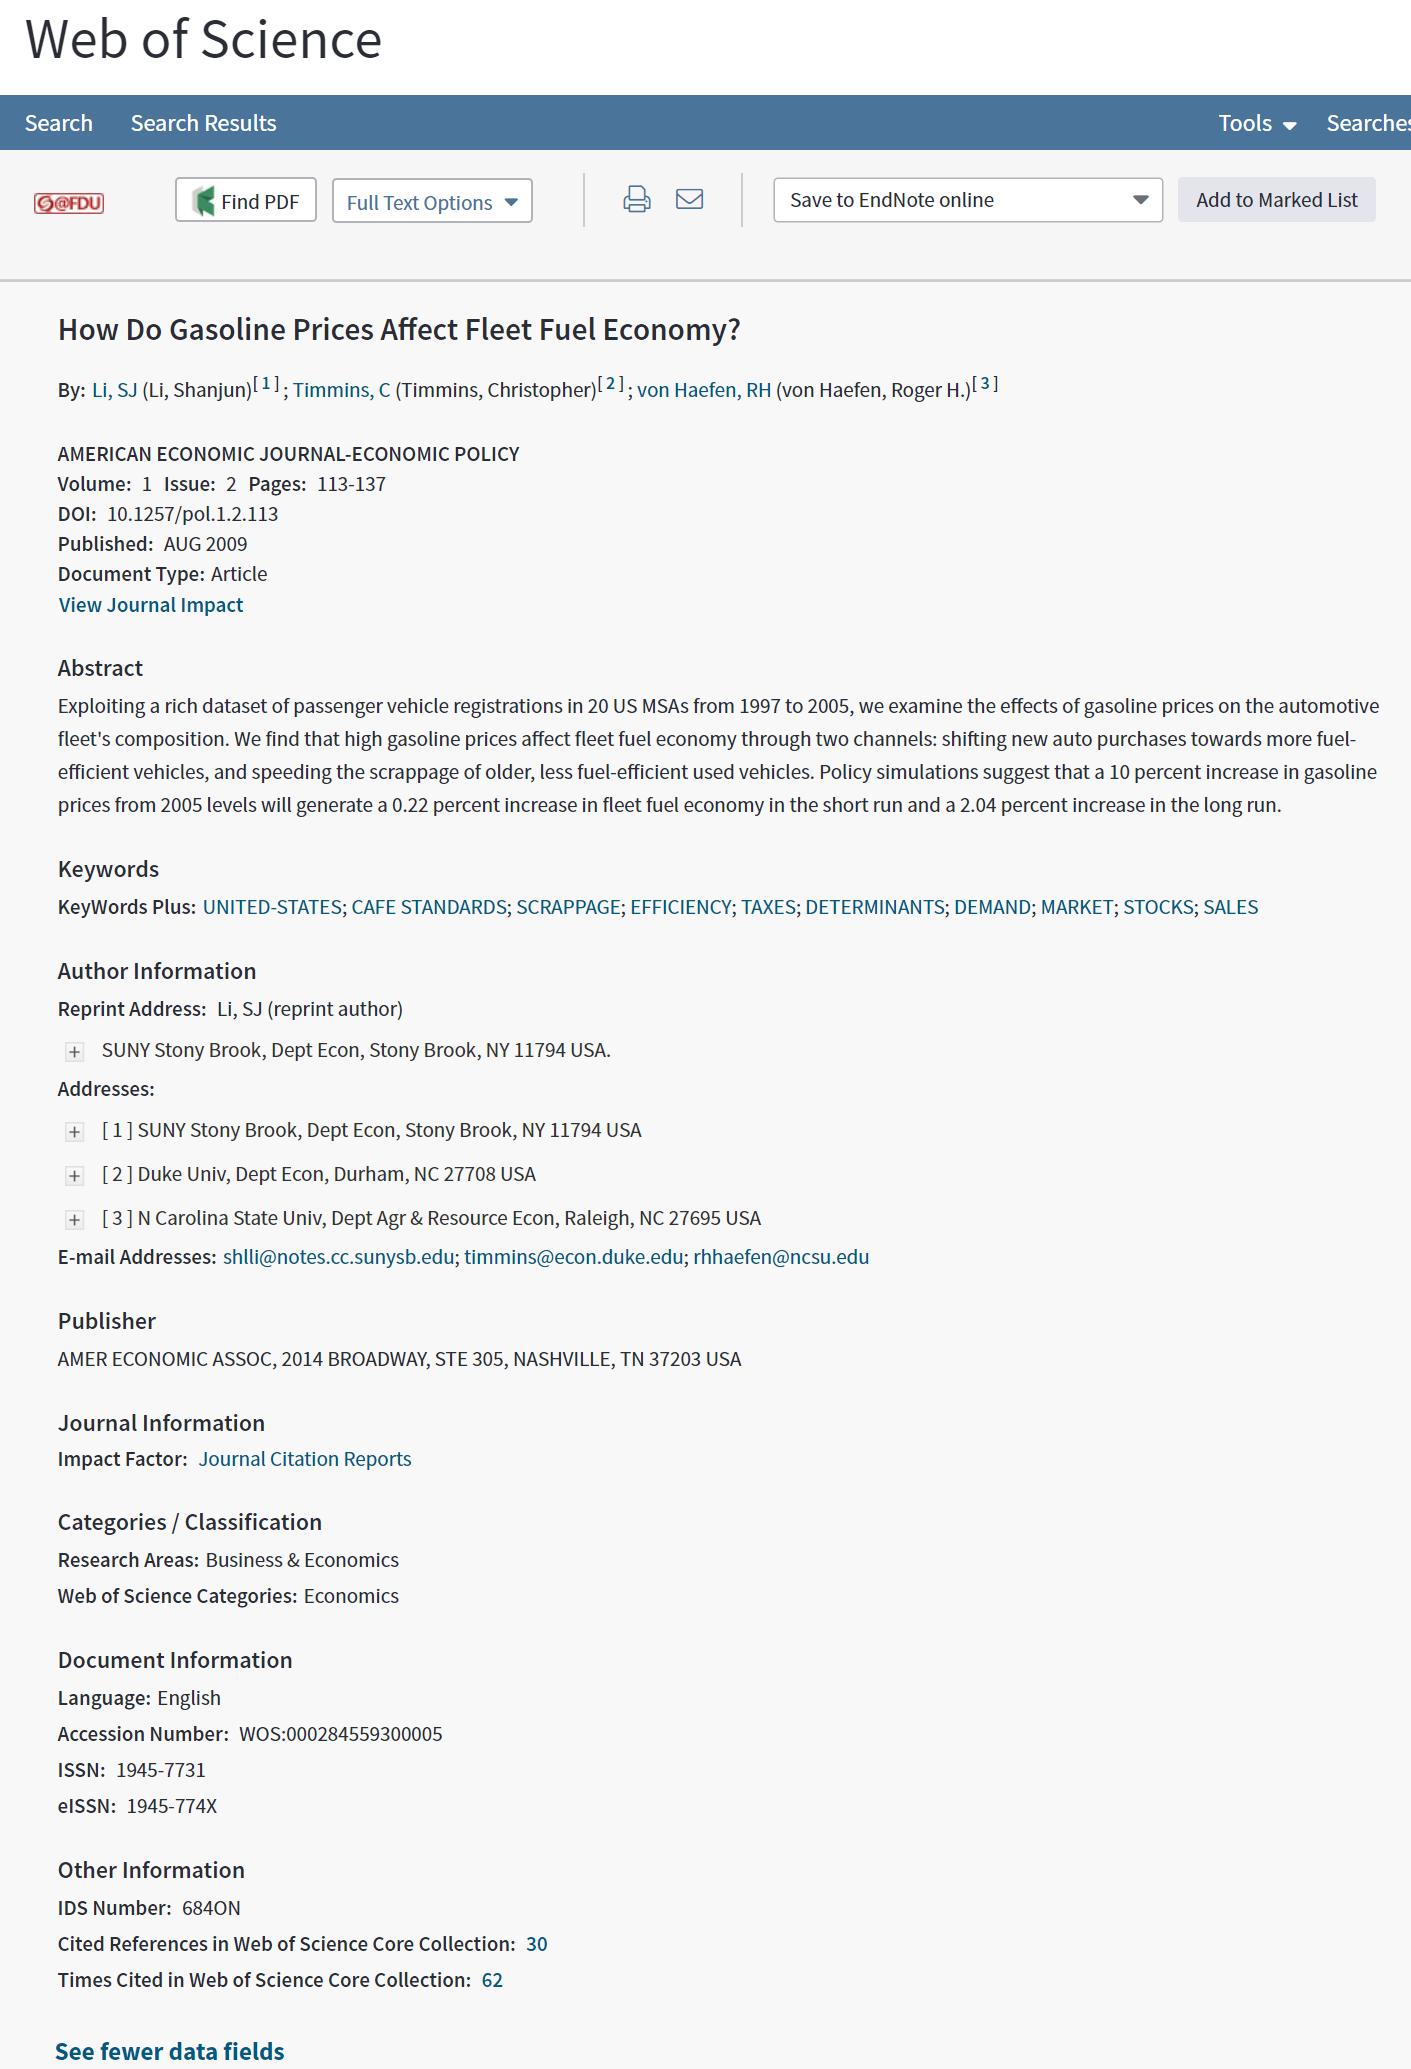 Web of Science
Search Search Results Tools Searches
@FDU Find PDF Full Text Options Save to EndNote online Add to Marked List
How Do Gasoline Prices Affect Fleet Fuel Economy?
By: Li, SJ (Li, Shanjun)[ 1 ] ; Timmins, C (Timmins, Christopher)[ 2 ] ; von Haefen, RH (von Haefen, Roger H.)[ 3 ]
AMERICAN ECONOMIC JOURNAL-ECONOMIC POLICY
Volume: 1 Issue: 2 Pages: 113-137
DOI: 10.1257/pol.1.2.113
Published: AUG 2009
Document Type: Article
View Journal Impact
Abstract
Exploiting a rich dataset of passenger vehicle registrations in 20 US MSAs from 1997 to 2005, we examine the effects of gasoline prices on the automotive
fleet's composition. We find that high gasoline prices affect fleet fuel economy through two channels: shifting new auto purchases towards more fuel-
efficient vehicles, and speeding the scrappage of older, less fuel-efficient used vehicles. Policy simulations suggest that a 10 percent increase in gasoline
prices from 2005 levels will generate a 0.22 percent increase in fleet fuel economy in the short run and a 2.04 percent increase in the long run.
Keywords
KeyWords Plus: UNITED-STATES; CAFE STANDARDS; SCRAPPAGE; EFFICIENCY; TAXES; DETERMINANTS; DEMAND; MARKET; STOCKS; SALES
Author Information
Reprint Address: Li, SJ (reprint author)
SUNY Stony Brook, Dept Econ, Stony Brook, NY 11794 USA.
Addresses:
[ 1 ] SUNY Stony Brook, Dept Econ, Stony Brook, NY 11794 USA
[ 2 ] Duke Univ, Dept Econ, Durham, NC 27708 USA
[ 3 ] N Carolina State Univ, Dept Agr & Resource Econ, Raleigh, NC 27695 USA
E-mail Addresses: shlli@notes.cc.sunysb.edu; timmins@econ.duke.edu; rhhaefen@ncsu.edu
Publisher
AMER ECONOMIC ASSOC, 2014 BROADWAY, STE 305, NASHVILLE, TN 37203 USA
Journal Information
Impact Factor: Journal Citation Reports
Categories / Classification
Research Areas: Business & Economics
Web of Science Categories: Economics
Document Information
Language: English
Accession Number: WOS:000284559300005
ISSN: 1945-7731
eISSN: 1945-774X
Other Information
IDS Number: 684ON
Cited References in Web of Science Core Collection: 30
Times Cited in Web of Science Core Collection: 62
See fewer data fields